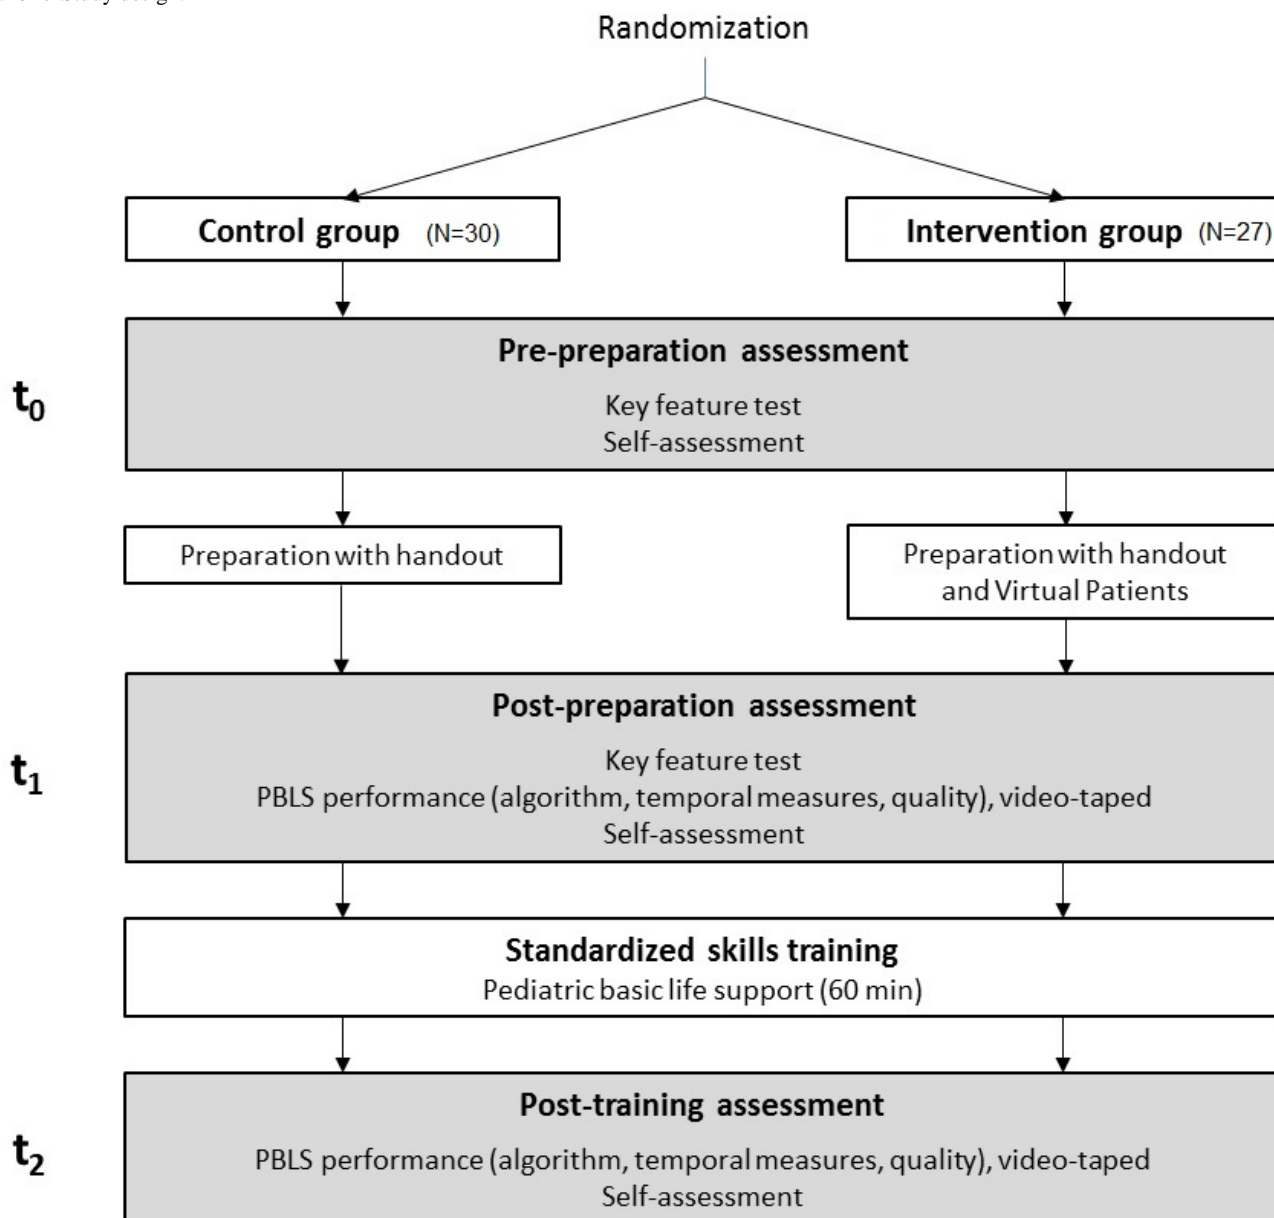 Study design.
Randomization
Control group (N=30)
Intervention group (N=27)
Pre-preparation assessment
Key feature test
Self-assessment
t0
Preparation with handout
Preparation with handout
and Virtual Patients
Post-preparation assessment
Key feature test
PBLS performance (algorithm, temporal measures, quality), video-taped
Self-assessment
t1
Standardized skills training
Pediatric basic life support (60 min)
Post-training assessment
PBLS performance (algorithm, temporal measures, quality), video-taped
Self-assessment
t2